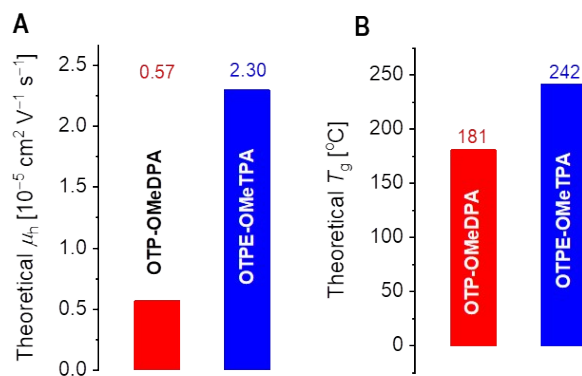 A
Theoretical μh [10⁻⁵ cm² V⁻¹ s⁻¹]
2.5
2.0
1.5
1.0
0.5
0.0
0.57
2.30
OTP-OMeDPA
OTPE-OMeTPA
B
Theoretical Tg [°C]
250
200
150
100
50
0
181
242
OTP-OMeDPA
OTPE-OMeTPA